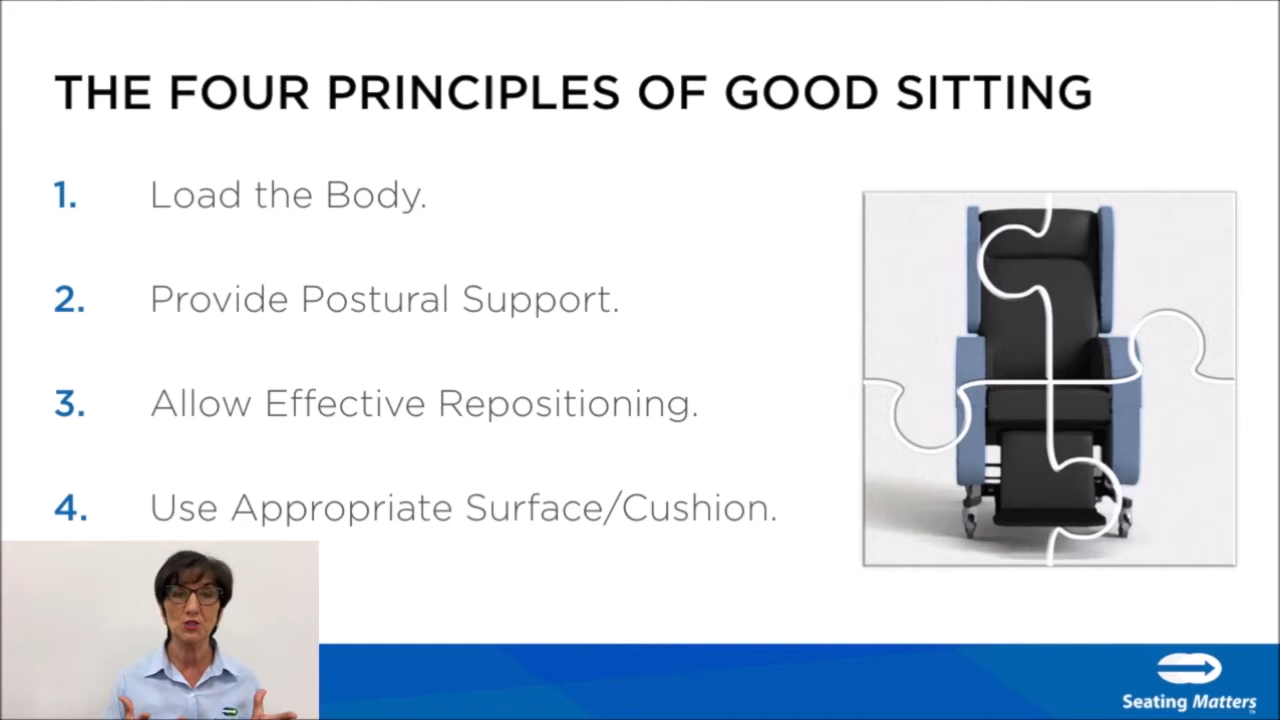 THE FOUR PRINCIPLES OF GOOD SITTING
1. Load the Body.
2. Provide Postural Support.
3. Allow Effective Repositioning.
4. Use Appropriate Surface/Cushion.
Seating Matters™